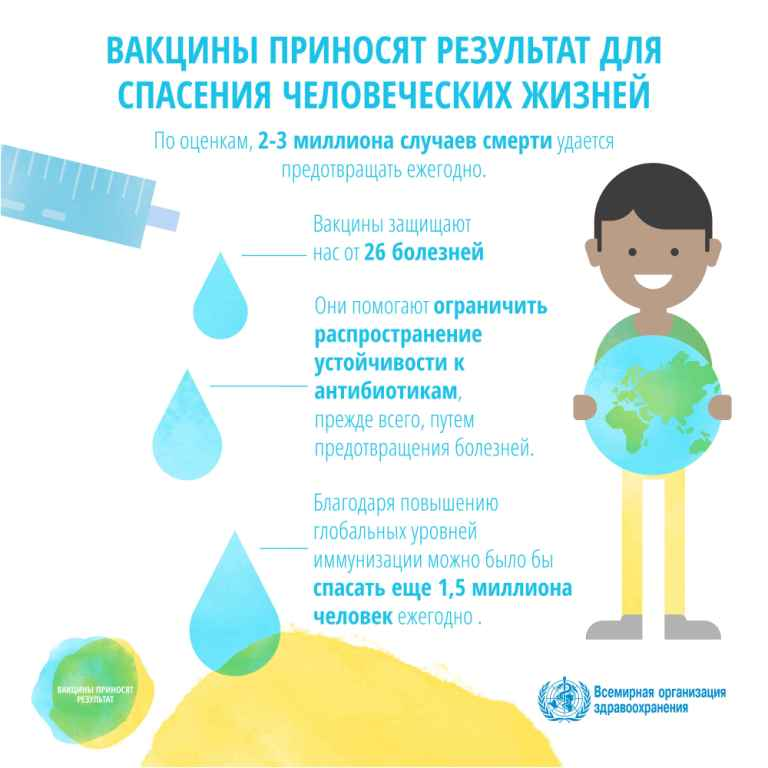 ВАКЦИНЫ ПРИНОСЯТ РЕЗУЛЬТАТ ДЛЯ
СПАСЕНИЯ ЧЕЛОВЕЧЕСКИХ ЖИЗНЕЙ
По оценкам, 2-3 миллиона случаев смерти удается
предотвращать ежегодно.
Вакцины защищают
нас от 26 болезней
Они помогают ограничить
распространение
устойчивости к
антибиотикам,
прежде всего, путем
предотвращения болезней.
Благодаря повышению
глобальных уровней
иммунизации можно было бы
спасать еще 1,5 миллиона
человек ежегодно .
ВАКЦИНЫ ПРИНОСЯТ
РЕЗУЛЬТАТ
Всемирная организация
здравоохранения